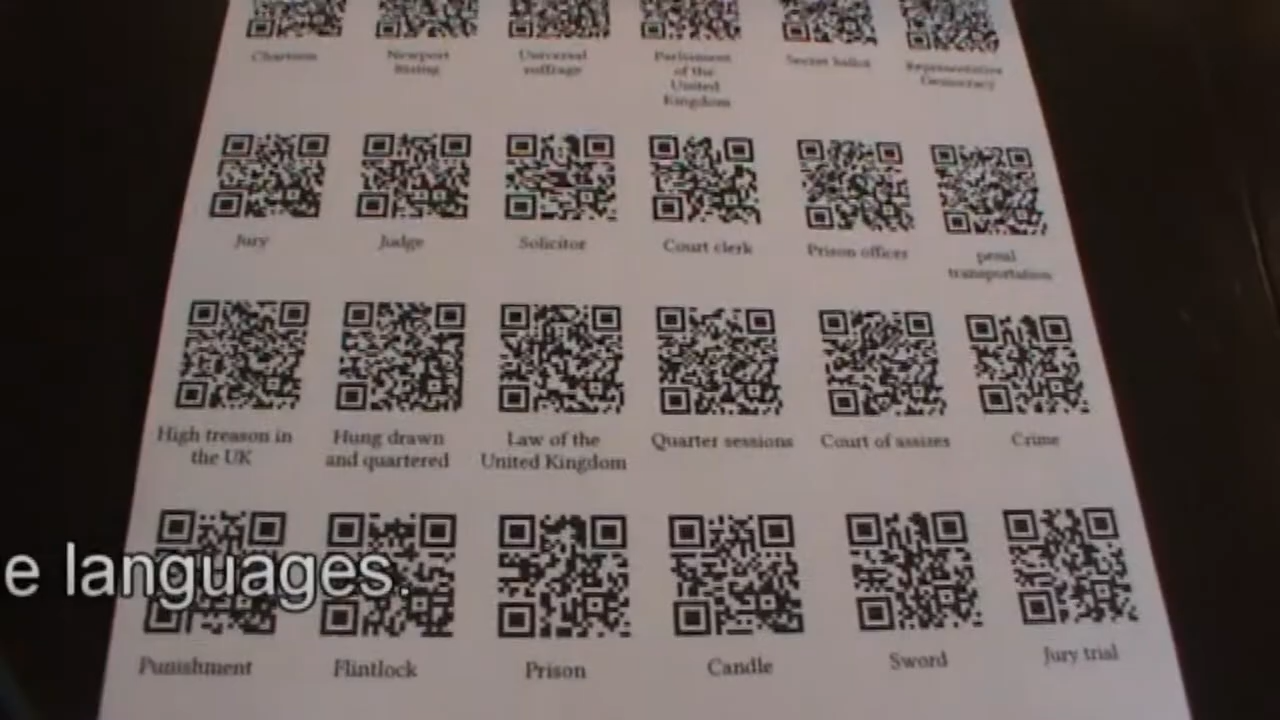 Chartism
Newport
Rising
Universal
suffrage
Parliament
of the
United
Kingdom
Secret ballot
Representative
Democracy
Jury
Judge
Solicitor
Court clerk
Prison officer
penal
transportation
High treason in
the UK
Hung drawn
and quartered
Law of the
United Kingdom
Quarter sessions
Court of assizes
Crime
e languages.
Punishment
Flintlock
Prison
Candle
Sword
Jury trial